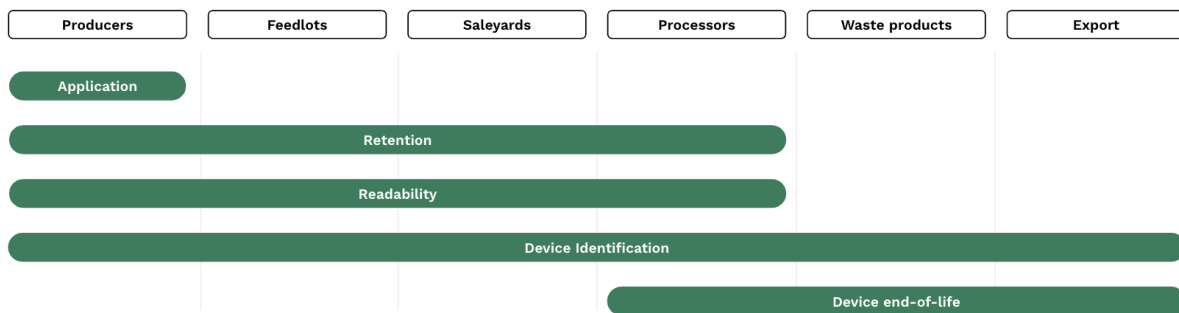 Producers Feedlots Saleyards Processors Waste products Export
Application
Retention
Readability
Device Identification
Device end-of-life